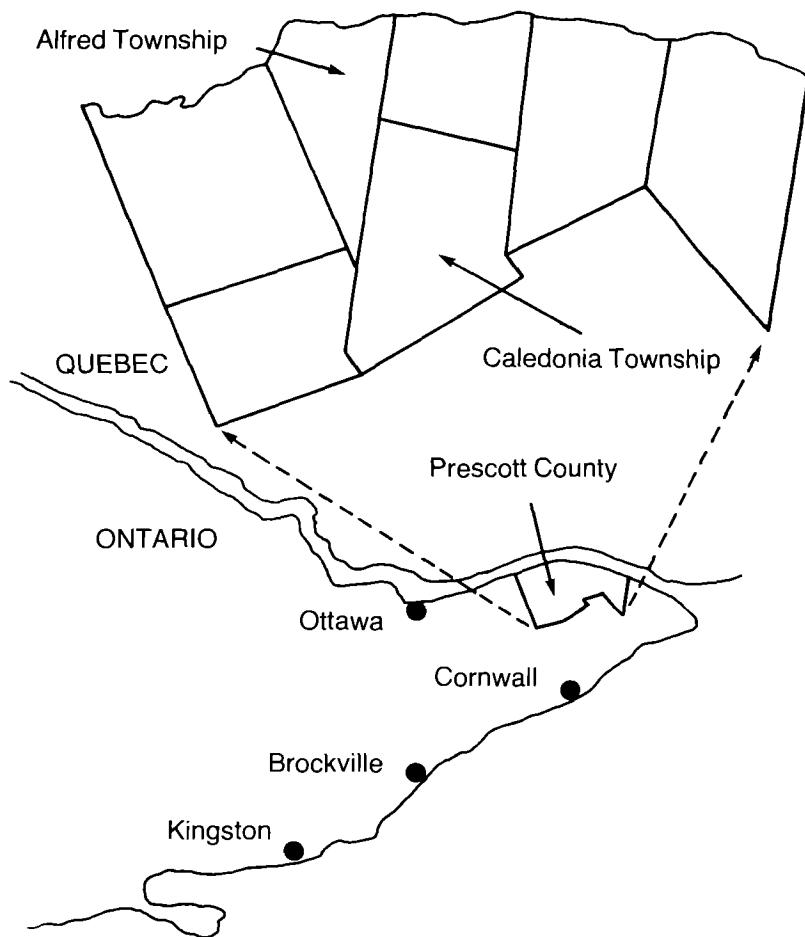 Alfred Township
Caledonia Township
QUEBEC
Prescott County
ONTARIO
Ottawa
Cornwall
Brockville
Kingston